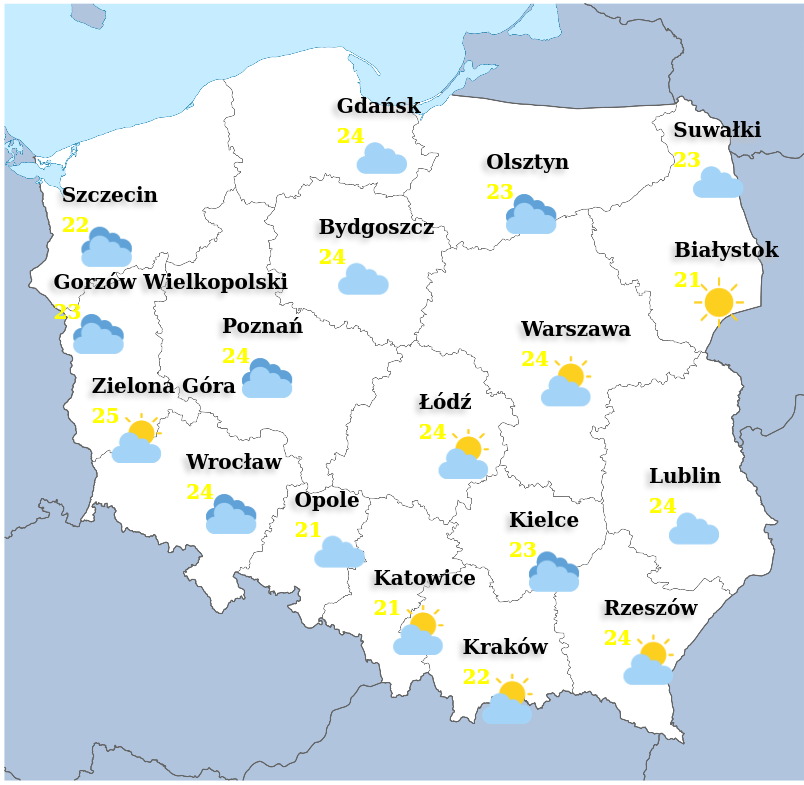 Gdańsk
24
Suwałki
23
Olsztyn
23
Szczecin
22
Bydgoszcz
24
Białystok
21
Gorzów Wielkopolski
23
Poznań
24
Warszawa
24
Zielona Góra
25
Łódź
24
Wrocław
24
Lublin
24
Opole
21
Kielce
23
Katowice
21
Rzeszów
24
Kraków
22